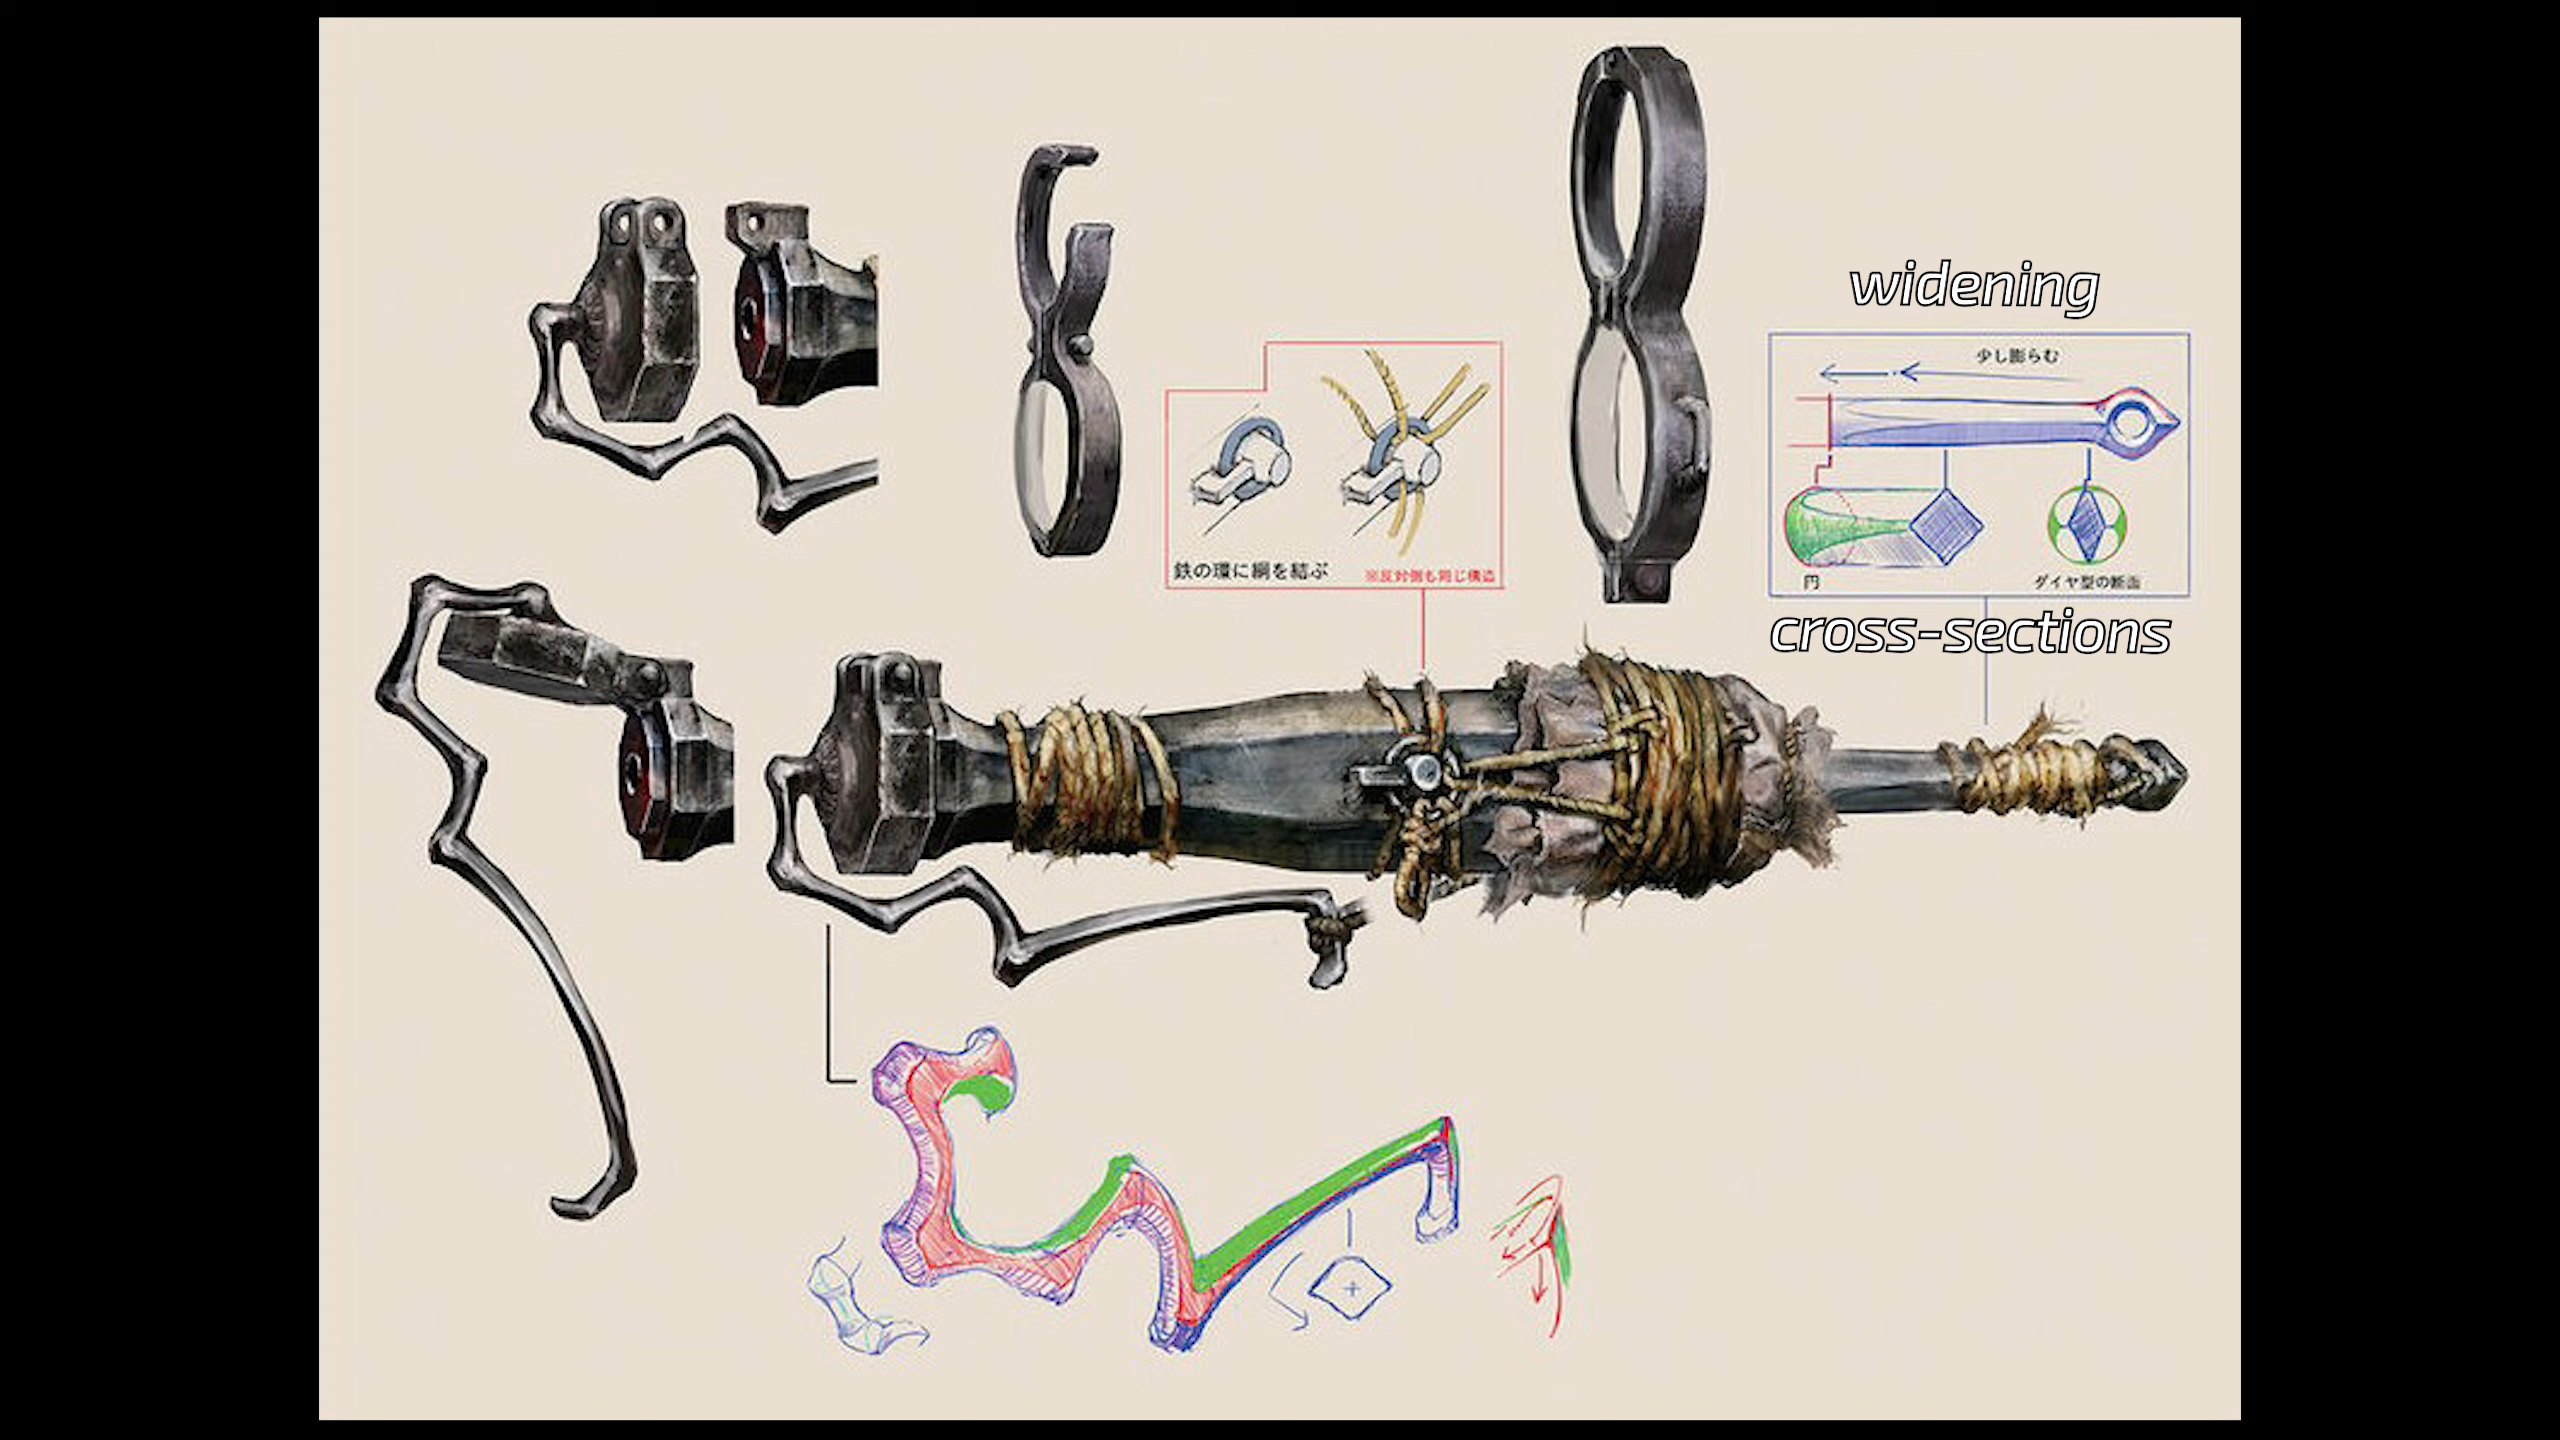 widening
少し膨らむ
鉄の環に綱を結ぶ
※反対側も同じ構造
円
ダイヤ型の断面
cross-sections